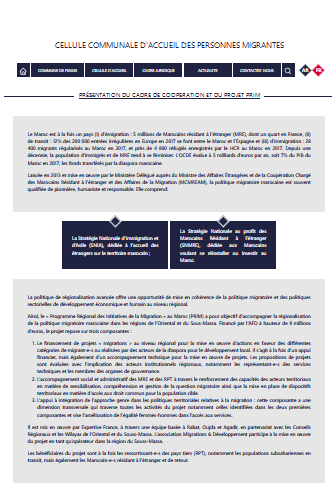 CELLULE COMMUNALE D'ACCUEIL DES PERSONNES MIGRANTES
COMMUNE DE FIGUIG CELLULE D'ACCUEIL CADRE JURIDIQUE ACTUALITE CONTACTEZ-NOUS AR FR
PRÉSENTATION DU CADRE DE COOPERATION ET DU PROJET PRIM
Le Maroc est à la fois un pays (i) d'émigration : 5 millions de Marocains résidant à l'étranger (MRE), dont un quart en France, (ii)
de transit : 12% des 200 000 entrées irrégulières en Europe en 2017 se font entre le Maroc et l'Espagne et (iii) d'immigration : 28
400 migrants régularisés au Maroc en 2017, et près de 4 800 réfugiés enregistrés par le HCR au Maroc en 2017. Depuis une
décennie, la population d'immigrés et de MRE tend à se féminiser. L'OCDE évalue à 5 milliards d'euros par an, soit 7% du PIB du
Maroc en 2017, les fonds transférés par la diaspora marocaine.
Lancée en 2013 et mise en œuvre par le Ministère Délégué auprès du Ministre des Affaires Étrangères et de la Coopération Chargé
des Marocains Résidant à l'Etranger et des Affaires de la Migration (MCMREAM), la politique migratoire marocaine est souvent
qualifiée de pionnière, humaniste et responsable. Elle comprend:
La Stratégie Nationale d'Immigration et
d'Asile (SNIA), dédiée à l'accueil des
étrangers sur le territoire marocain ;
La Stratégie Nationale au profit des
Marocains Résidant à l'Étranger
(SNMRE), dédiée aux Marocains
voulant se réinstaller ou investir au
Maroc.
La politique de régionalisation avancée offre une opportunité de mise en cohérence de la politique migratoire et des politiques
sectorielles de développement économique et humain au niveau régional.
Ainsi, le « Programme Régional des Initiatives de la Migration » au Maroc (PRIM) a pour objectif d'accompagner la régionalisation
de la politique migratoire marocaine dans les régions de l'Oriental et du Souss-Massa. Financé par l'AFD à hauteur de 9 millions
d'euros, le projet repose sur trois composantes :
1. Le financement de projets « migrations » au niveau régional pour la mise en œuvre d'actions en faveur des différentes
catégories de migrant-e-s ou réalisées par des acteurs de la diaspora pour le développement local. Il s'agit à la fois d'un appui
financier, mais également d'un accompagnement technique pour la mise en œuvre de projets. Les propositions de projets
sont évaluées avec l'implication des acteurs institutionnels régionaux, notamment les représentant-e-s des services
techniques et les membres des organes de gouvernance.
2. L'accompagnement social et administratif des MRE et des RPT à travers le renforcement des capacités des acteurs territoriaux
en matière de sensibilisation, compréhension et gestion de la question migratoire ainsi que la mise en place de dispositifs
territoriaux en matière d'accès aux droit commun pour la population cible.
3. L'appui à l'intégration de l'approche genre dans les politiques territoriales relative à la migration : cette composante a une
dimension transversale qui traverse toutes les activités du projet notamment celles identifiées dans les deux premières
composantes et vise l'amélioration de l'égalité femmes-hommes dans l'accès aux services.
Il est mis en œuvre par Expertise France, à travers une équipe basée à Rabat, Oujda et Agadir, en partenariat avec les Conseils
Régionaux et les Wilayas de l'Oriental et du Souss-Massa. L'association Migrations & Développement participe à la mise en œuvre
du projet en tant qu'opérateur dans la région du Souss-Massa.
Les bénéficiaires du projet sont à la fois les ressortissant-e-s des pays tiers (RPT), notamment les populations subsahariennes en
transit, mais également les Marocain-e-s résidant à l'étranger et de retour.